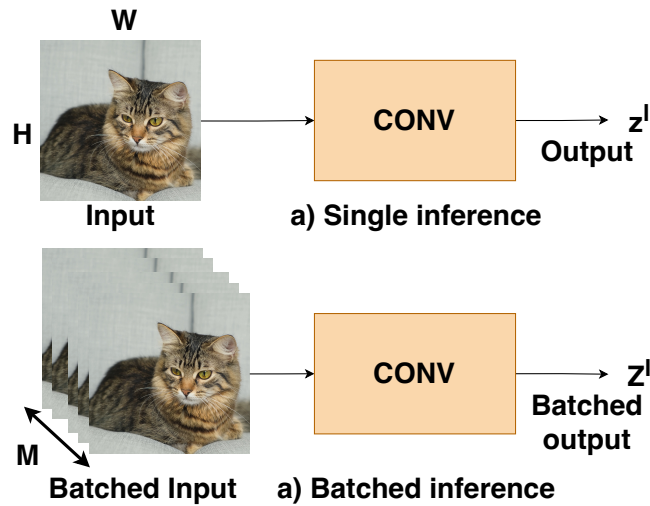 W
H
CONV
z^l
Output
Input
a) Single inference
CONV
Z^l
Batched
output
M
Batched Input
a) Batched inference